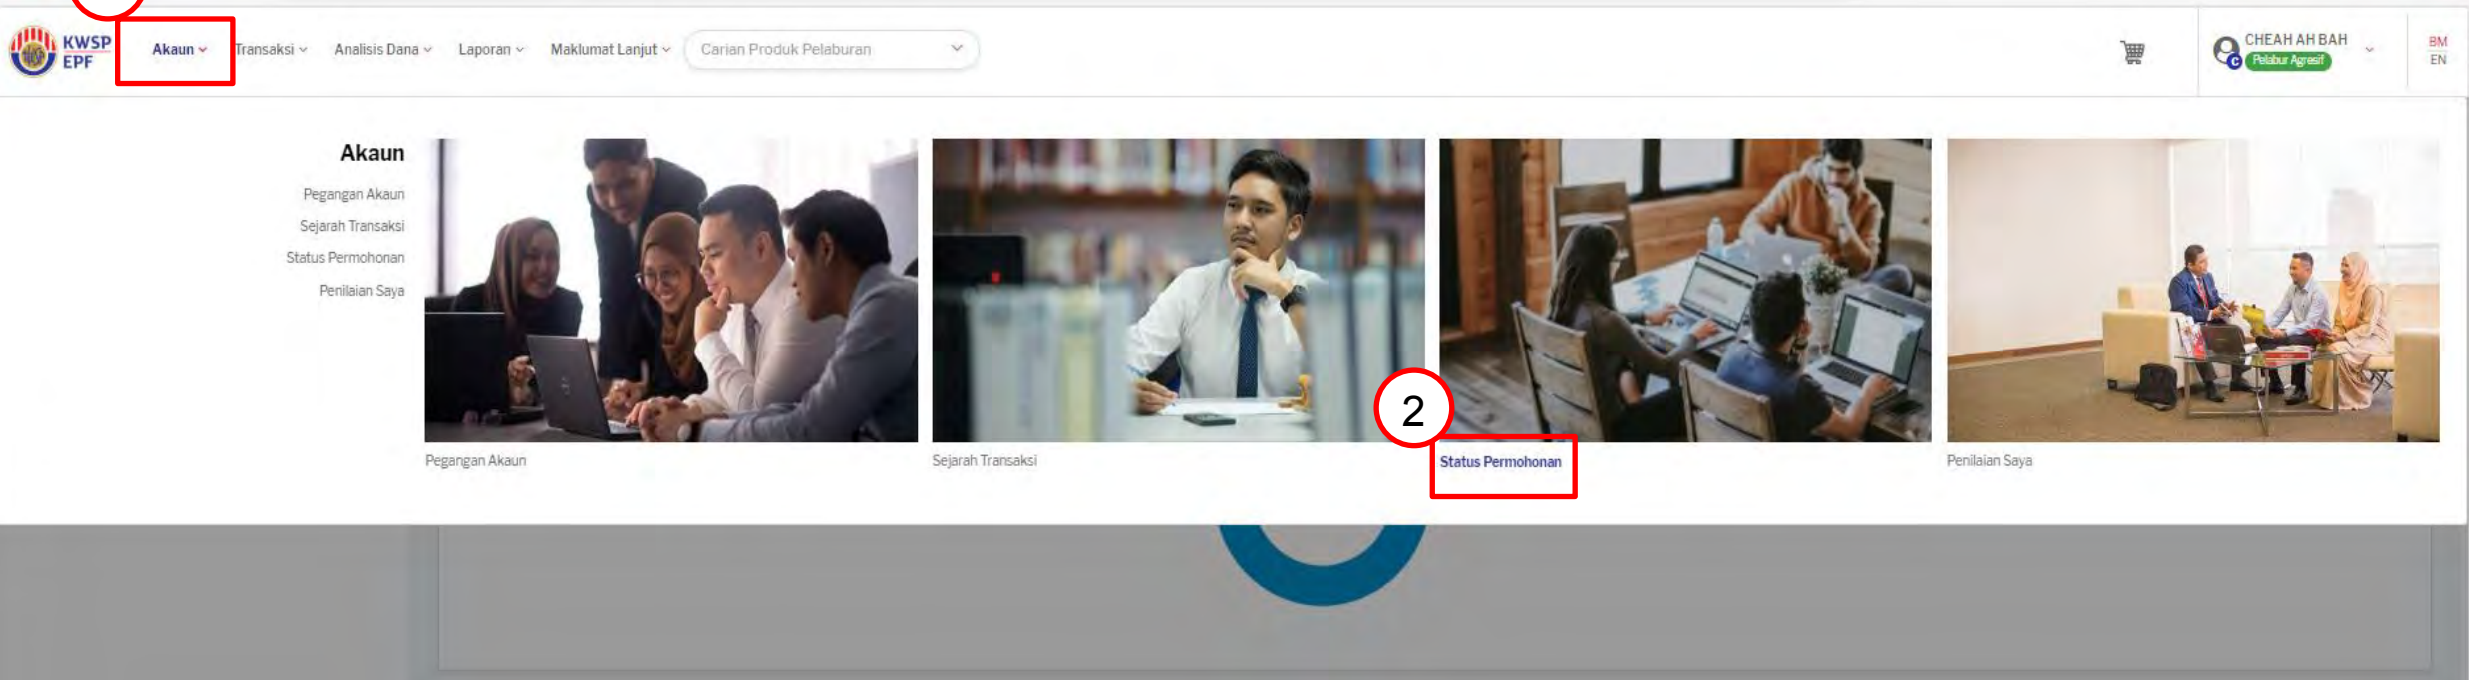 KWSP
EPF
Akaun
Transaksi
Analisis Dana
Laporan
Maklumat Lanjut
Carian Produk Pelaburan
CHEAH AH BAH
C
Pelabur Agresif
BM
EN
Akaun
Pegangan Akaun
Sejarah Transaksi
Status Permohonan
Penilaian Saya
2
Pegangan Akaun
Sejarah Transaksi
Status Permohonan
Penilaian Saya